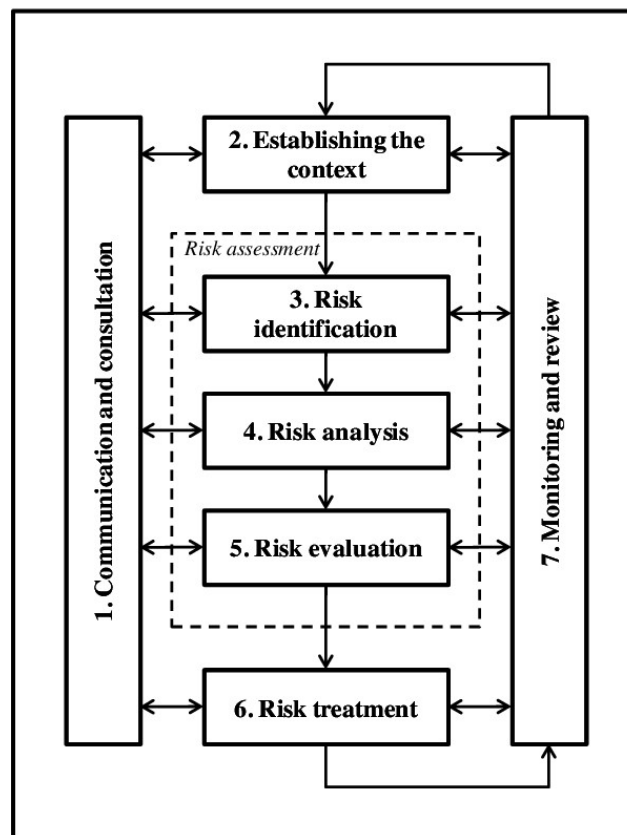 1. Communication and consultation
2. Establishing the
context
Risk assessment
3. Risk
identification
4. Risk analysis
5. Risk evaluation
6. Risk treatment
7. Monitoring and review